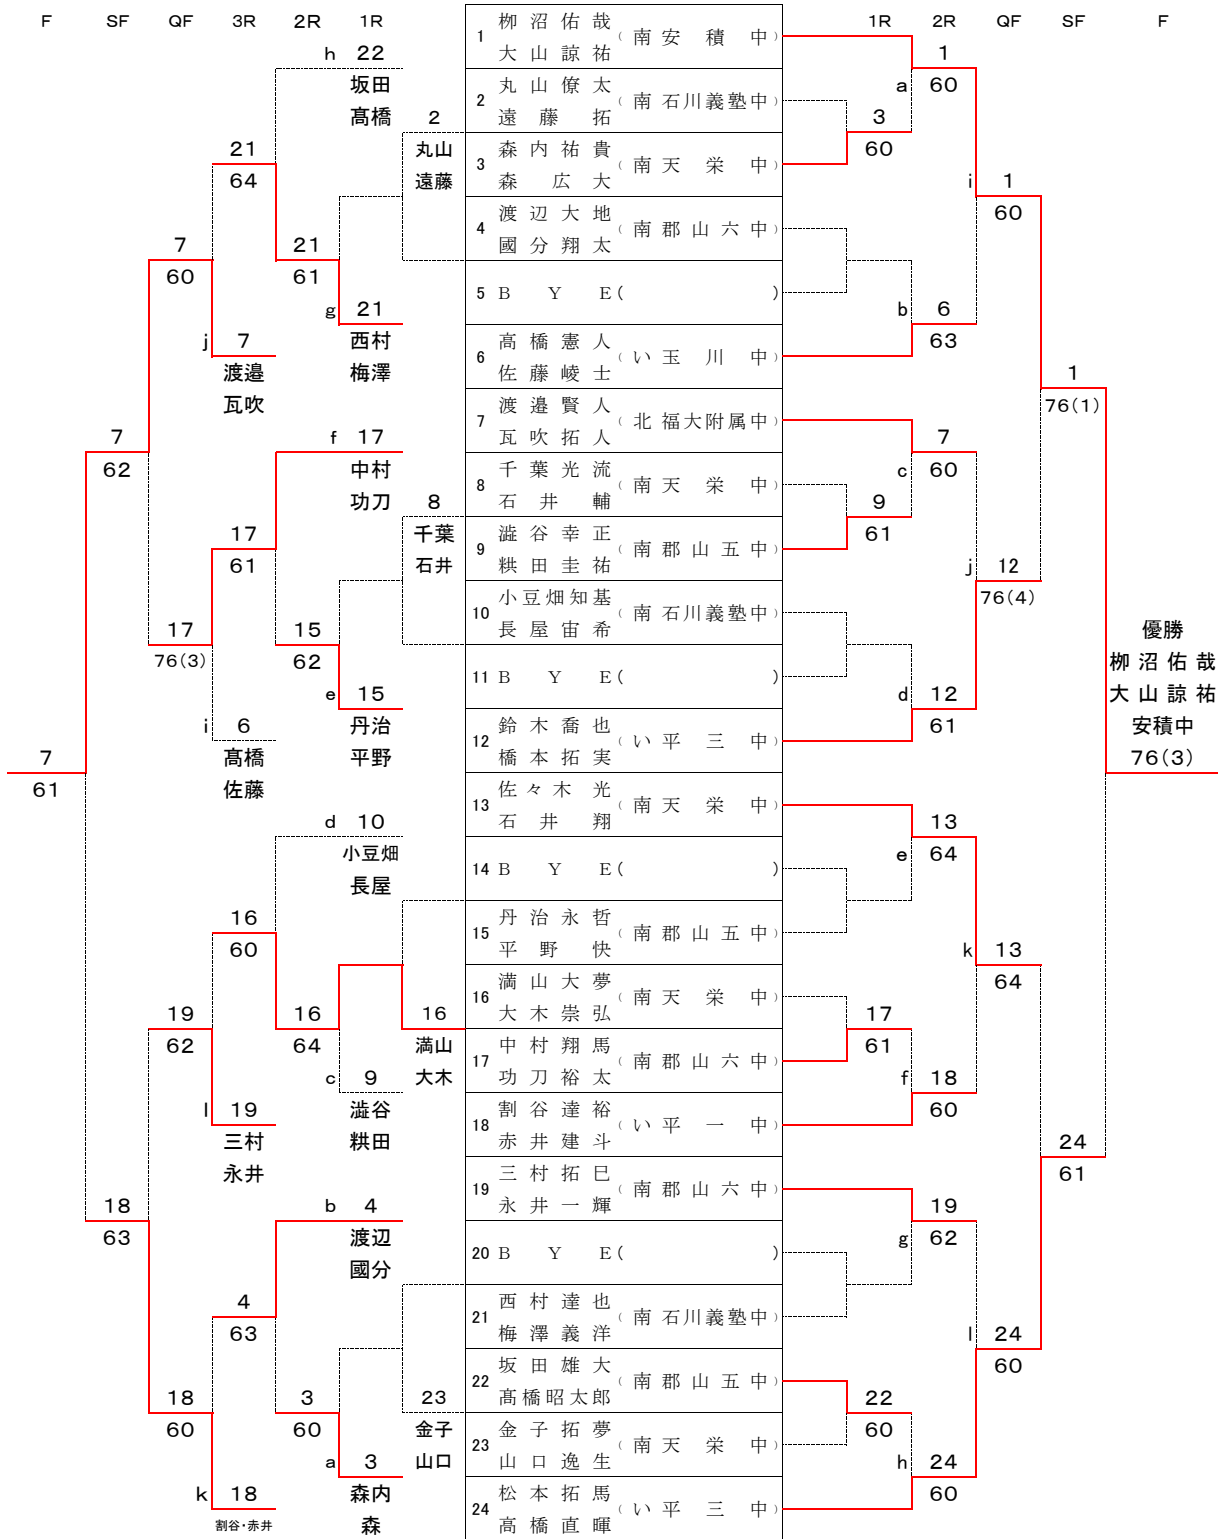 F SF QF 3R 2R 1R
h 22
坂田
髙橋
2
丸山
遠藤
21
64
7
60
21
61
g 21
西村
梅澤
j 7
渡邉
瓦吹
f 17
中村
功刀
7
62
8
千葉
石井
17
61
17
76(3)
15
62
e 15
丹治
平野
i 6
髙橋
佐藤
7
61
d 10
小豆畑
長屋
16
60
19
62
16
64
16
満山
大木
c 9
澁谷
粠田
l 19
三村
永井
18
63
b 4
渡辺
國分
4
63
18
60
3
60
23
金子
山口
a 3
森内
森
k 18
割谷・赤井
1 栁沼佑哉 大山諒祐 (南 安積中)
2 丸山僚太 遠藤拓 (南 石川義塾中)
3 森内祐貴 森広大 (南 天栄中)
4 渡辺大地 國分翔太 (南 郡山六中)
5 BYE( )
6 髙橋憲人 佐藤崚士 (い 玉川中)
7 渡邉賢人 瓦吹拓人 (北 福大附属中)
8 千葉光流 石井輔 (南 天栄中)
9 澁谷幸正 粠田圭祐 (南 郡山五中)
10 小豆畑知基 長屋宙希 (南 石川義塾中)
11 BYE( )
12 鈴木喬也 橋本拓実 (い 平三中)
13 佐々木光 石井翔 (南 天栄中)
14 BYE( )
15 丹治永哲 平野快 (南 郡山五中)
16 満山大夢 大木崇弘 (南 天栄中)
17 中村翔馬 功刀裕太 (南 郡山六中)
18 割谷達裕 赤井建斗 (い 平一中)
19 三村拓巳 永井一輝 (南 郡山六中)
20 BYE( )
21 西村達也 梅澤義洋 (南 石川義塾中)
22 坂田雄大 髙橋昭太郎 (南 郡山五中)
23 金子拓夢 山口逸生 (南 天栄中)
24 松本拓馬 高橋直暉 (い 平三中)
1R 2R QF SF F
1
a 60
3
60
i 1
60
b 6
63
1
76(1)
7
c 60
9
61
j 12
76(4)
d 12
61
優勝
栁沼佑哉
大山諒祐
安積中
76(3)
13
e 64
k 13
64
17
61
f 18
60
24
61
19
g 62
l 24
60
22
60
h 24
60